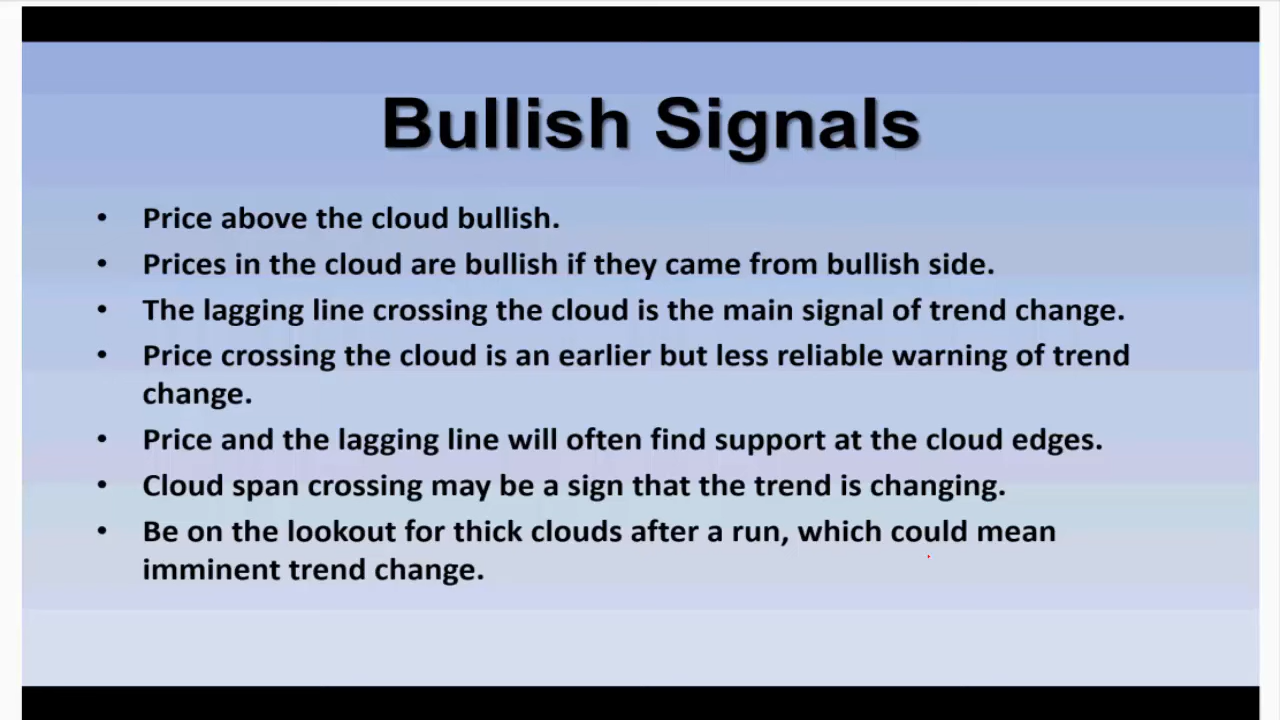 Bullish Signals
• Price above the cloud bullish.
• Prices in the cloud are bullish if they came from bullish side.
• The lagging line crossing the cloud is the main signal of trend change.
• Price crossing the cloud is an earlier but less reliable warning of trend
change.
• Price and the lagging line will often find support at the cloud edges.
• Cloud span crossing may be a sign that the trend is changing.
• Be on the lookout for thick clouds after a run, which could mean
imminent trend change.